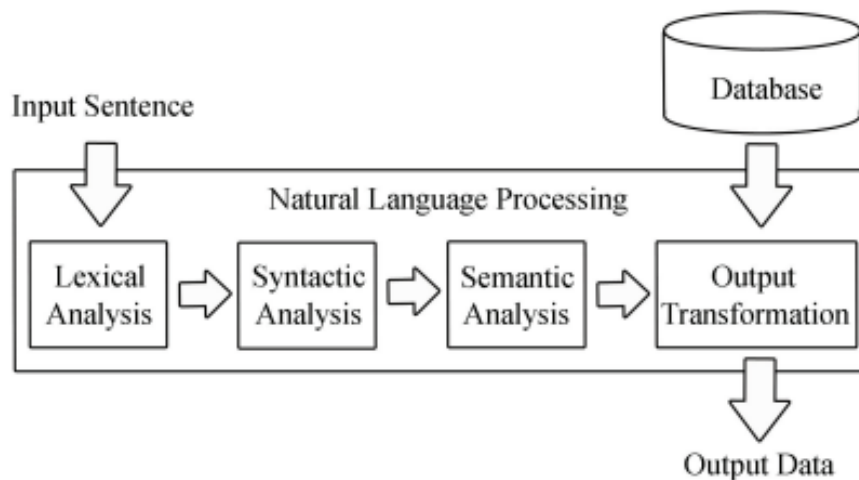 Database
Input Sentence
Natural Language Processing
Lexical
Analysis
Syntactic
Analysis
Semantic
Analysis
Output
Transformation
Output Data